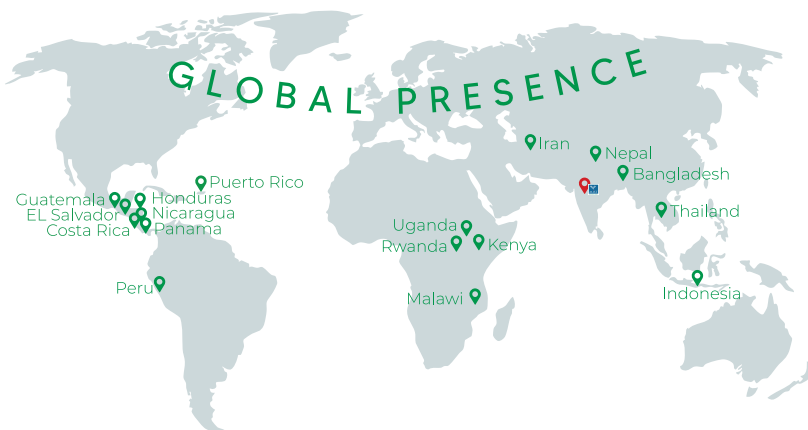 GLOBAL PRESENCE
Iran
Nepal
Bangladesh
Puerto Rico
Guatemala
Honduras
EL Salvador
Nicaragua
Thailand
Costa Rica
Panama
Uganda
Rwanda
Kenya
Peru
Malawi
Indonesia